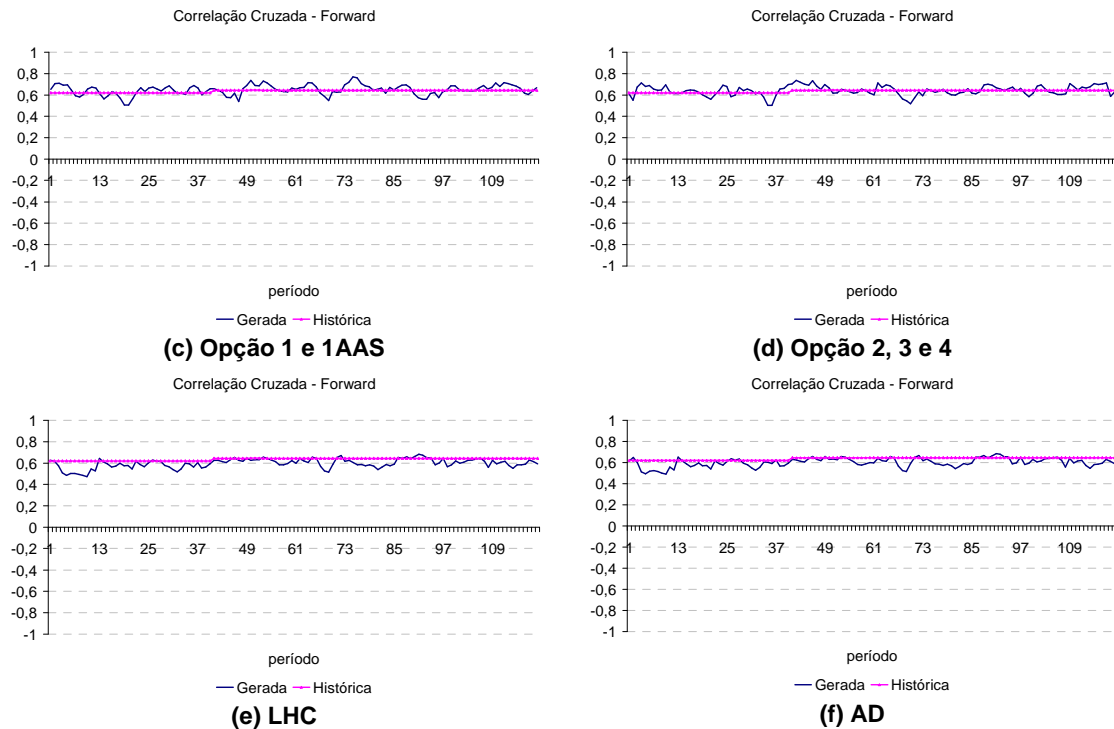 Correlação Cruzada - Forward
1
0,8
0,6
0,4
0,2
0
-0,2
-0,4
-0,6
-0,8
-1
1 13 25 37 49 61 73 85 97 109
período
Gerada Histórica
(c) Opção 1 e 1AAS
Correlação Cruzada - Forward
1
0,8
0,6
0,4
0,2
0
-0,2
-0,4
-0,6
-0,8
-1
1 13 25 37 49 61 73 85 97 109
período
Gerada Histórica
(d) Opção 2, 3 e 4
Correlação Cruzada - Forward
1
0,8
0,6
0,4
0,2
0
-0,2
-0,4
-0,6
-0,8
-1
1 13 25 37 49 61 73 85 97 109
período
Gerada Histórica
(e) LHC
Correlação Cruzada - Forward
1
0,8
0,6
0,4
0,2
0
-0,2
-0,4
-0,6
-0,8
-1
1 13 25 37 49 61 73 85 97 109
período
Gerada Histórica
(f) AD